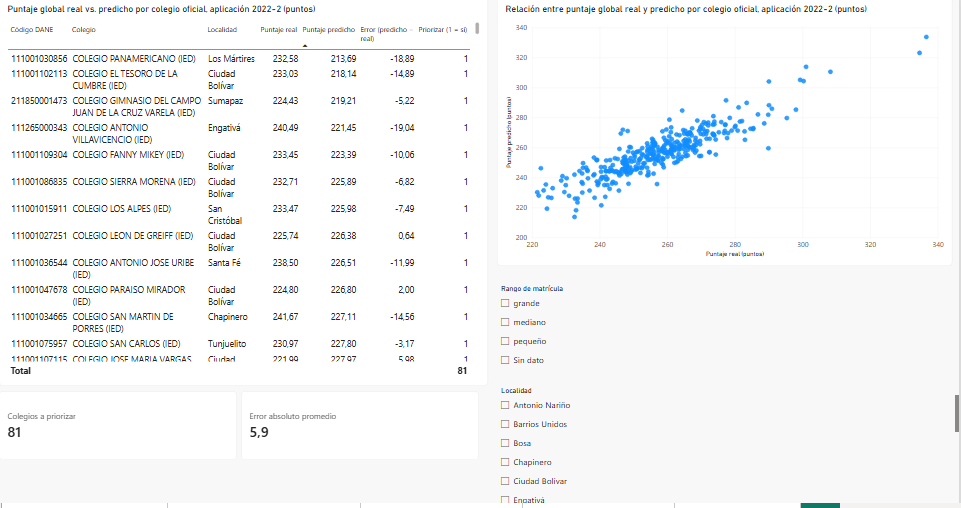 Puntaje global real vs. predicho por colegio oficial, aplicación 2022-2 (puntos)
Código DANE Colegio Localidad Puntaje real Puntaje predicho Error (predicho – real) Priorizar (1 = sí)
111001030856 COLEGIO PANAMERICANO (IED) Los Mártires 232,58 213,69 -18,89 1
111001102113 COLEGIO EL TESORO DE LA CUMBRE (IED) Ciudad Bolívar 233,03 218,14 -14,89 1
211850001473 COLEGIO GIMNASIO DEL CAMPO JUAN DE LA CRUZ VARELA (IED) Sumapaz 224,43 219,21 -5,22 1
111265000343 COLEGIO ANTONIO VILLAVICENCIO (IED) Engativá 240,49 221,45 -19,04 1
111001109304 COLEGIO FANNY MIKEY (IED) Ciudad Bolívar 233,45 223,39 -10,06 1
111001086835 COLEGIO SIERRA MORENA (IED) Ciudad Bolívar 232,71 225,89 -6,82 1
111001015911 COLEGIO LOS ALPES (IED) San Cristóbal 233,47 225,98 -7,49 1
111001027251 COLEGIO LEON DE GREIFF (IED) Ciudad Bolívar 225,74 226,38 0,64 1
111001036544 COLEGIO ANTONIO JOSE URIBE (IED) Santa Fé 238,50 226,51 -11,99 1
111001047678 COLEGIO PARAISO MIRADOR (IED) Ciudad Bolívar 224,80 226,80 2,00 1
111001034665 COLEGIO SAN MARTIN DE PORRES (IED) Chapinero 241,67 227,11 -14,56 1
111001075957 COLEGIO SAN CARLOS (IED) Tunjuelito 230,97 227,80 -3,17 1
111001107115 COLEGIO JOSE MARIA VARGAS Ciudad 221,99 227,97 5,98 1
Total 81
Colegios a priorizar
81
Error absoluto promedio
5,9
Relación entre puntaje global real y predicho por colegio oficial, aplicación 2022-2 (puntos)
Puntaje predicho (puntos)
340
320
300
280
260
240
220
200
220 240 260 280 300 320 340
Puntaje real (puntos)
Rango de matrícula
grande
mediano
pequeño
Sin dato
Localidad
Antonio Nariño
Barrios Unidos
Bosa
Chapinero
Ciudad Bolívar
Engativá